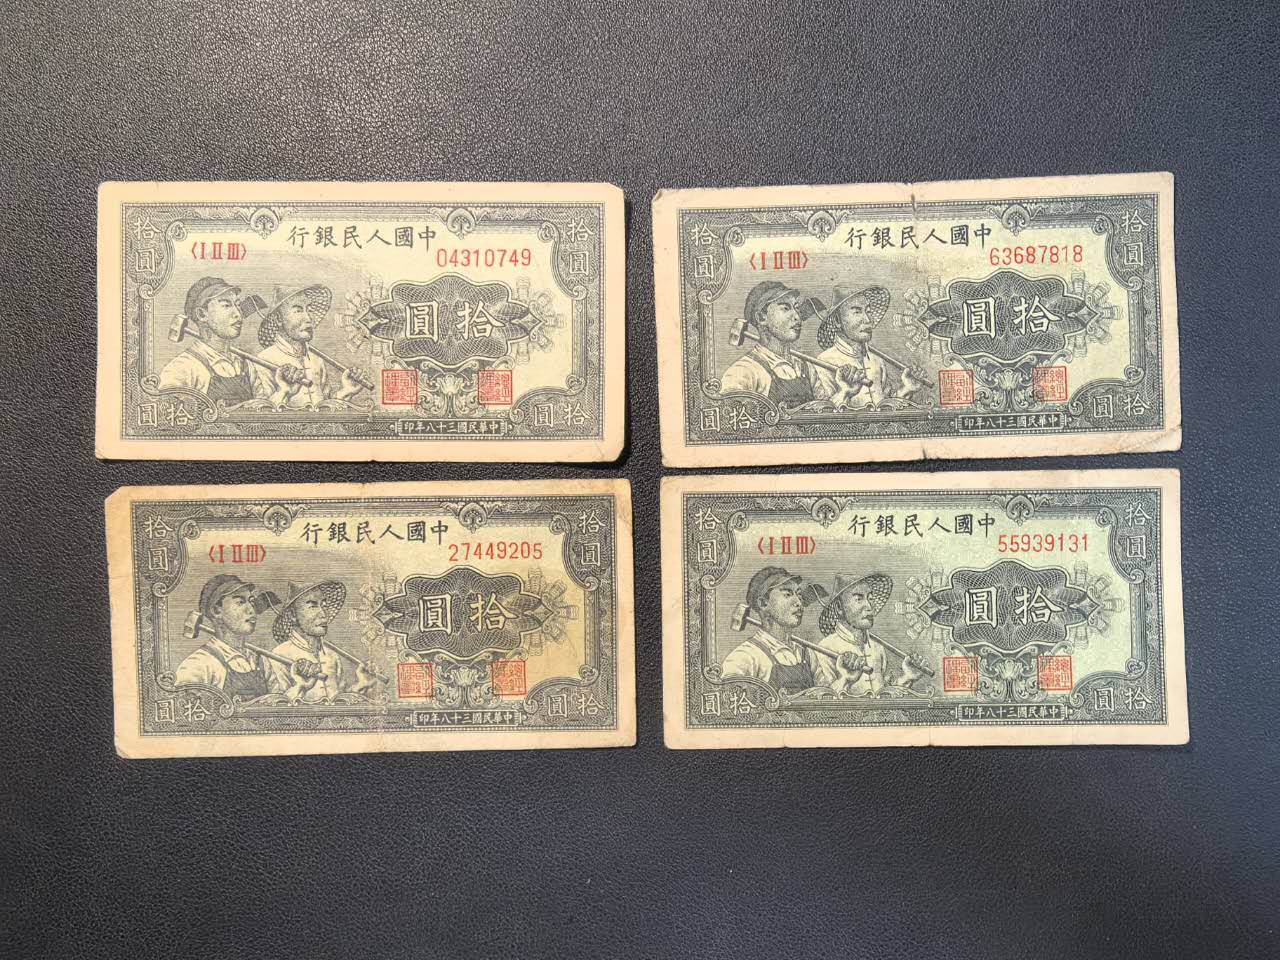 行銀民人國中
〈I II III〉
04310749
拾圓
拾圓
圓拾
圓拾
圓拾
印年八十三國民華中
行銀民人國中
〈I II III〉
63687818
拾圓
拾圓
圓拾
圓拾
圓拾
印年八十三國民華中
行銀民人國中
〈I II III〉
27449205
拾圓
拾圓
圓拾
圓拾
圓拾
印年八十三國民華中
行銀民人國中
〈I II III〉
55939131
拾圓
拾圓
圓拾
圓拾
圓拾
印年八十三國民華中